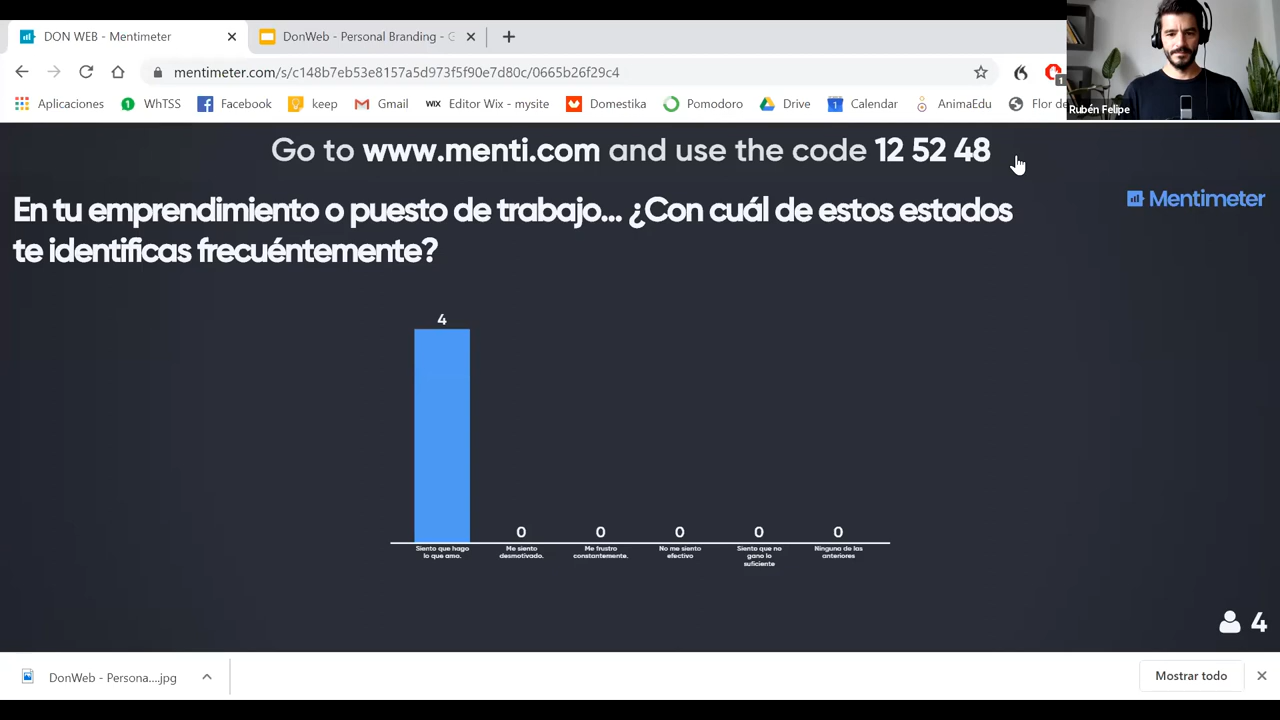 DON WEB - Mentimeter
DonWeb - Personal Branding - G
mentimeter.com/s/c148b7eb53e8157a5d973f5f90e7d80c/0665b26f29c4
1
Aplicaciones
1 WhTSS
Facebook
keep
Gmail
WIX Editor Wix - mysite
Domestika
Pomodoro
Drive
1 Calendar
AnimaEdu
Flor de
Rubén Felipe
Go to www.menti.com and use the code 12 52 48
Mentimeter
En tu emprendimiento o puesto de trabajo... ¿Con cuál de estos estados
te identificas frecuéntemente?
4
0
0
0
0
0
Siento que hago
lo que amo.
Me siento
desmotivado.
Me frustro
constantemente.
No me siento
efectivo
Siento que no
gano lo
suficiente
Ninguna de las
anteriores
4
DonWeb - Persona....jpg
Mostrar todo